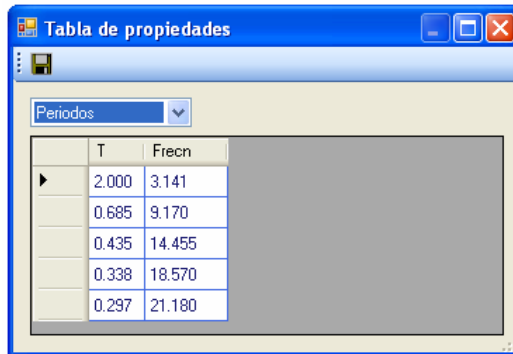 Tabla de propiedades
Periodos
T Frecn
2.000 3.141
0.685 9.170
0.435 14.455
0.338 18.570
0.297 21.180